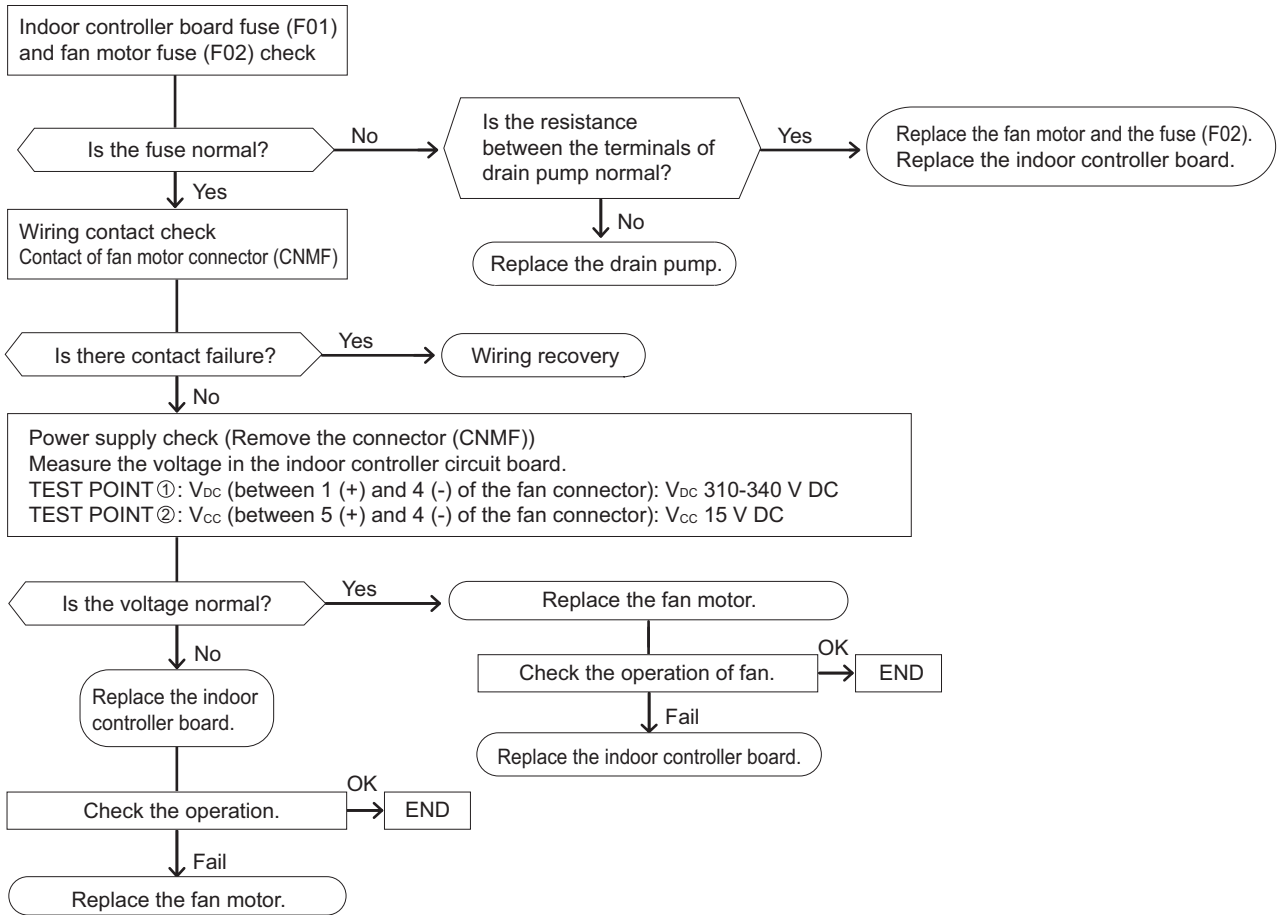 Indoor controller board fuse (F01)
and fan motor fuse (F02) check
Is the fuse normal?
No
Is the resistance
between the terminals of
drain pump normal?
Yes
Replace the fan motor and the fuse (F02).
Replace the indoor controller board.
Yes
No
Replace the drain pump.
Wiring contact check
Contact of fan motor connector (CNMF)
Is there contact failure?
Yes
Wiring recovery
No
Power supply check (Remove the connector (CNMF))
Measure the voltage in the indoor controller circuit board.
TEST POINT ①: VDC (between 1 (+) and 4 (-) of the fan connector): VDC 310-340 V DC
TEST POINT ②: VCC (between 5 (+) and 4 (-) of the fan connector): VCC 15 V DC
Is the voltage normal?
Yes
Replace the fan motor.
No
Check the operation of fan.
OK
END
Fail
Replace the indoor controller board.
Replace the indoor
controller board.
Check the operation.
OK
END
Fail
Replace the fan motor.